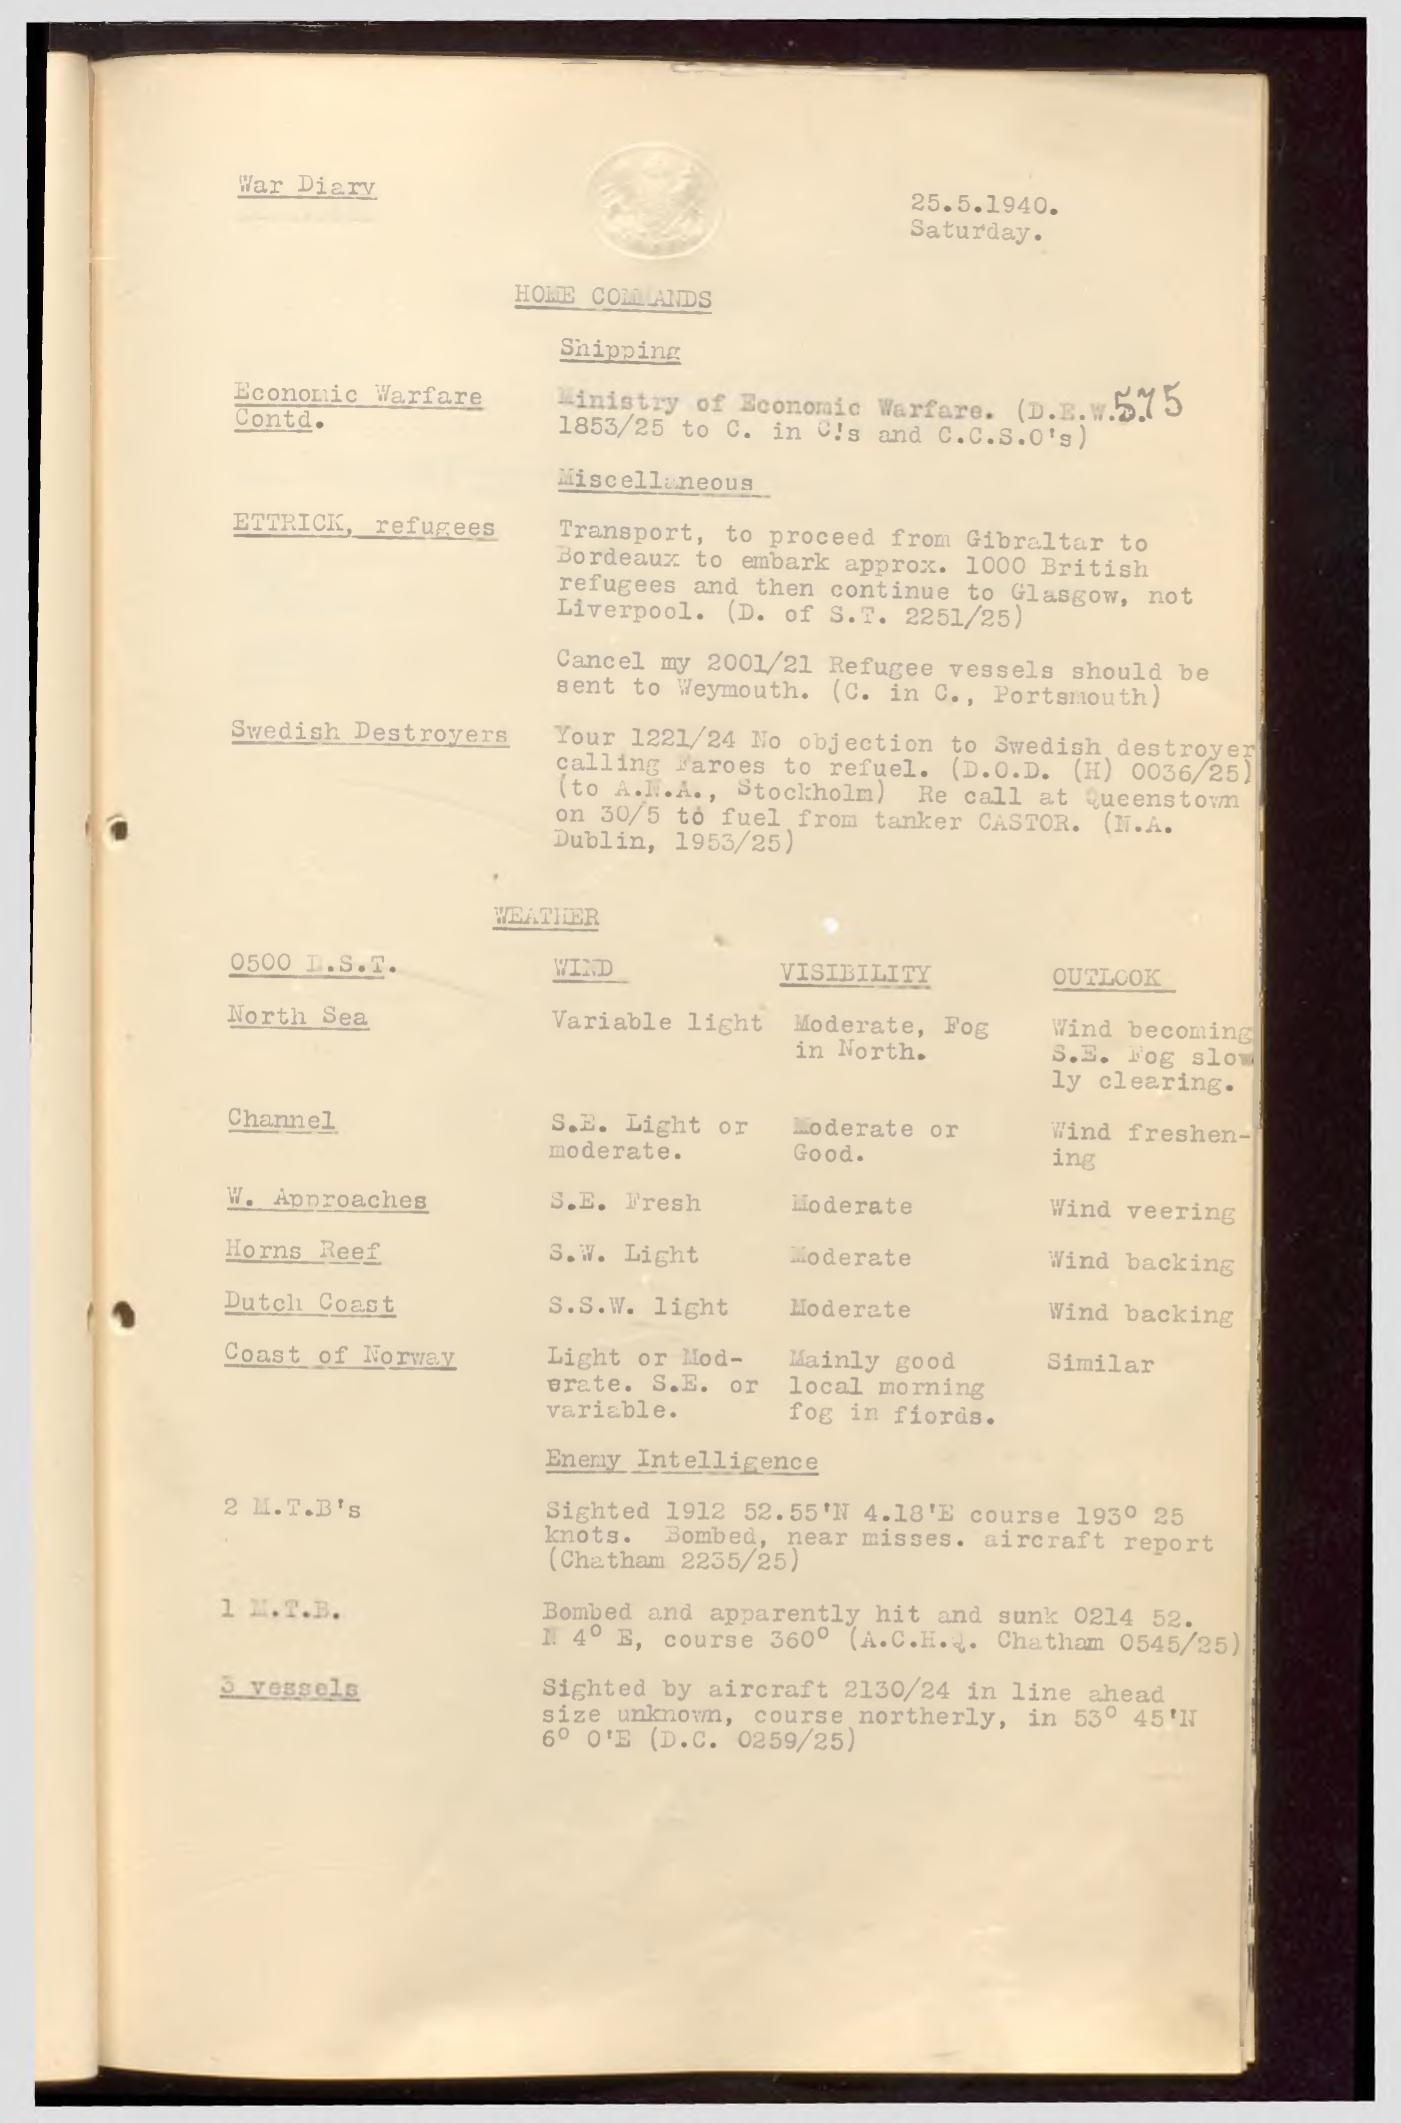 War Diary
25.5.1940.
Saturday.
HOME COMMANDS
Shipping
Economic Warfare
Contd.
Ministry of Economic Warfare. (D.E.W.D.
575
1853/25 to C. in C!s and C.C.S.O's)
Miscellaneous
ETTRICK, refugees
Transport, to proceed from Gibraltar to
Bordeaux to embark approx. 1000 British
refugees and then continue to Glasgow, not
Liverpool. (D. of S.T. 2251/25)
Cancel my 2001/21 Refugee vessels should be
sent to Weymouth. (C. in C., Portsmouth)
Swedish Destroyers
Your 1221/24 No objection to Swedish destroyer
calling Faroes to refuel. (D.O.D. (H) 0036/25)
(to A.N.A., Stockholm) Re call at Queenstown
on 30/5 to fuel from tanker CASTOR. (N.A.
Dublin, 1953/25)
WEATHER
0500 D.S.T. WIND VISIBILITY OUTLOOK
North Sea Variable light Moderate, Fog Wind becoming
in North. S.E. Fog slow
ly clearing.
Channel S.E. Light or Moderate or Wind freshen-
moderate. Good. ing
W. Approaches S.E. Fresh Moderate Wind veering
Horns Reef S.W. Light Moderate Wind backing
Dutch Coast S.S.W. light Moderate Wind backing
Coast of Norway Light or Mod- Mainly good Similar
erate. S.E. or local morning
variable. fog in fiords.
Enemy Intelligence
2 M.T.B's
Sighted 1912 52.55'N 4.18'E course 193° 25
knots. Bombed, near misses. aircraft report
(Chatham 2235/25)
1 M.T.B.
Bombed and apparently hit and sunk 0214 52.
N 4° E, course 360° (A.C.H.Q. Chatham 0545/25)
3 vessels
Sighted by aircraft 2130/24 in line ahead
size unknown, course northerly, in 53° 45'N
6° 0'E (D.C. 0259/25)